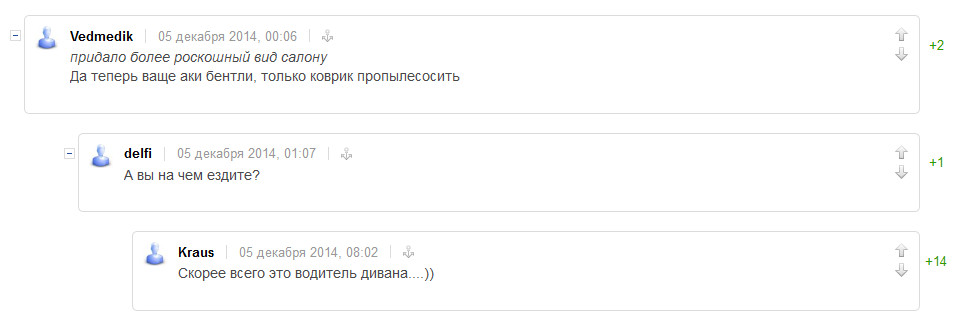 Vedmedik 05 декабря 2014, 00:06
придало более роскошный вид салону
Да теперь ваще аки бентли, только коврик пропылесосить
+2
delfi 05 декабря 2014, 01:07
А вы на чем ездите?
+1
Kraus 05 декабря 2014, 08:02
Скорее всего это водитель дивана....))
+14